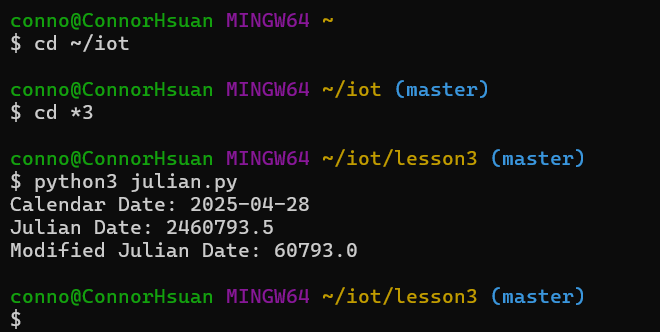 conno@ConnorHsuan MINGW64 ~
$ cd ~/iot
conno@ConnorHsuan MINGW64 ~/iot (master)
$ cd *3
conno@ConnorHsuan MINGW64 ~/iot/lesson3 (master)
$ python3 julian.py
Calendar Date: 2025-04-28
Julian Date: 2460793.5
Modified Julian Date: 60793.0
conno@ConnorHsuan MINGW64 ~/iot/lesson3 (master)
$